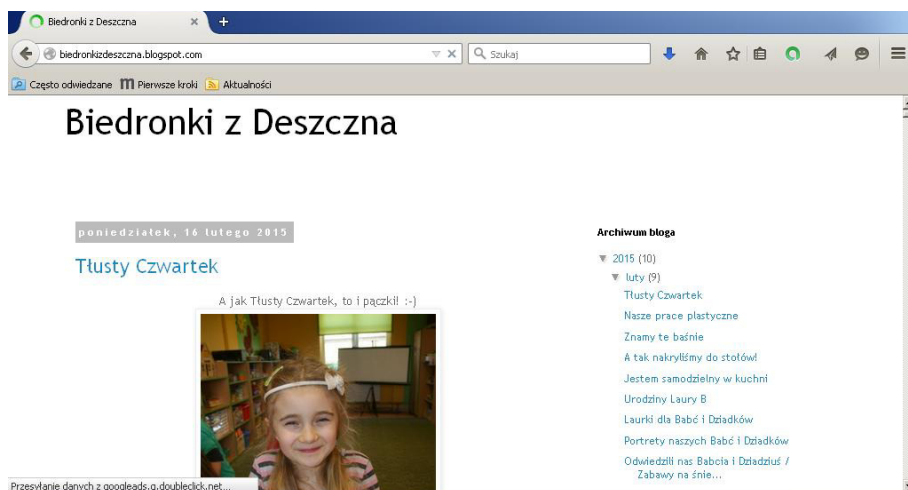 Biedronki z Deszczna
biedronkizdeszczna.blogspot.com
Szukaj
Często odwiedzane
Pierwsze kroki
Aktualności
Biedronki z Deszczna
poniedziałek, 16 lutego 2015
Tłusty Czwartek
A jak Tłusty Czwartek, to i pączki! :-)
Archiwum bloga
▼ 2015 (10)
▼ luty (9)
Tłusty Czwartek
Nasze prace plastyczne
Znamy te baśnie
A tak nakryliśmy do stołów!
Jestem samodzielny w kuchni
Urodziny Laury B
Laurki dla Babć i Dziadków
Portrety naszych Babć i Dziadków
Odwiedzili nas Babcia i Dziadziuś /
Zabawy na śnie...
Przesyłanie danych z googleads.g.doubleclick.net...